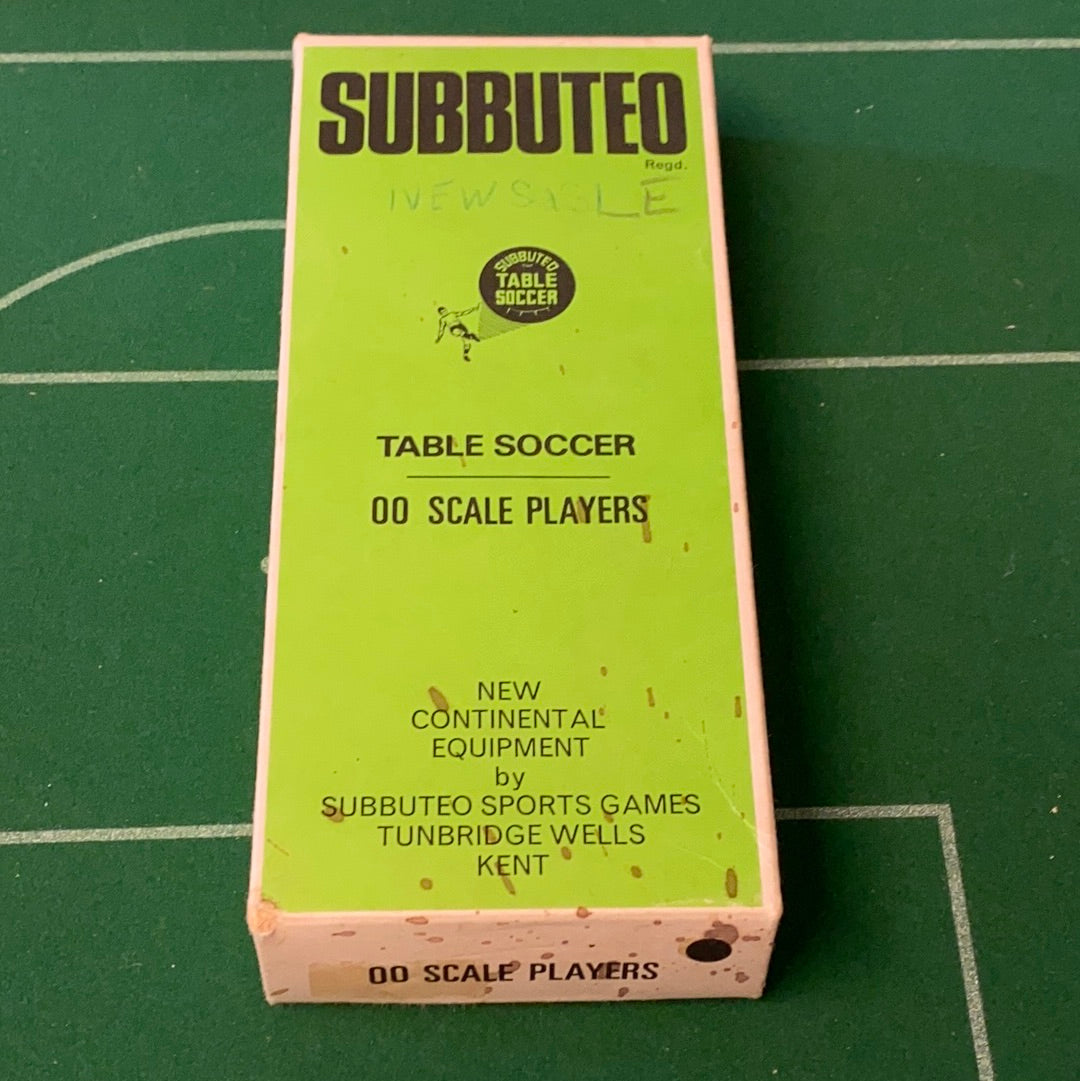 SUBBUTEO
Regd.
SUBBUTEO
TABLE
SOCCER
TABLE SOCCER
00 SCALE PLAYERS
NEW
CONTINENTAL
EQUIPMENT
by
SUBBUTEO SPORTS GAMES
TUNBRIDGE WELLS
KENT
00 SCALE PLAYERS